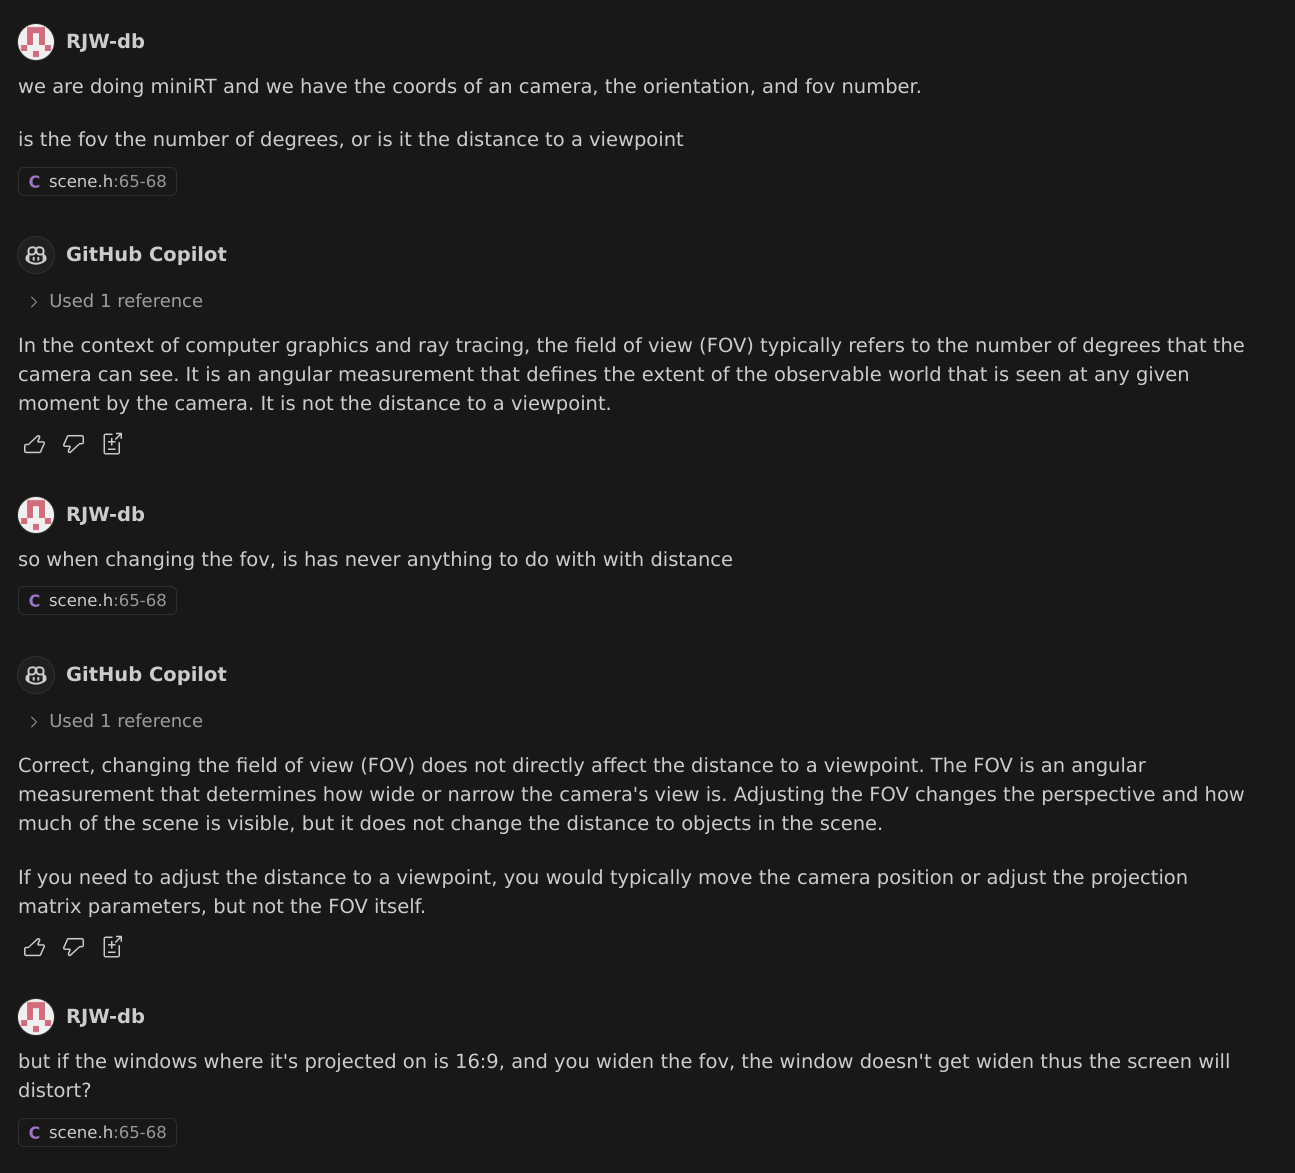 RJW-db
we are doing miniRT and we have the coords of an camera, the orientation, and fov number.
is the fov the number of degrees, or is it the distance to a viewpoint
C scene.h:65-68
GitHub Copilot
Used 1 reference
In the context of computer graphics and ray tracing, the field of view (FOV) typically refers to the number of degrees that the
camera can see. It is an angular measurement that defines the extent of the observable world that is seen at any given
moment by the camera. It is not the distance to a viewpoint.
RJW-db
so when changing the fov, is has never anything to do with with distance
C scene.h:65-68
GitHub Copilot
Used 1 reference
Correct, changing the field of view (FOV) does not directly affect the distance to a viewpoint. The FOV is an angular
measurement that determines how wide or narrow the camera's view is. Adjusting the FOV changes the perspective and how
much of the scene is visible, but it does not change the distance to objects in the scene.
If you need to adjust the distance to a viewpoint, you would typically move the camera position or adjust the projection
matrix parameters, but not the FOV itself.
RJW-db
but if the windows where it's projected on is 16:9, and you widen the fov, the window doesn't get widen thus the screen will
distort?
C scene.h:65-68